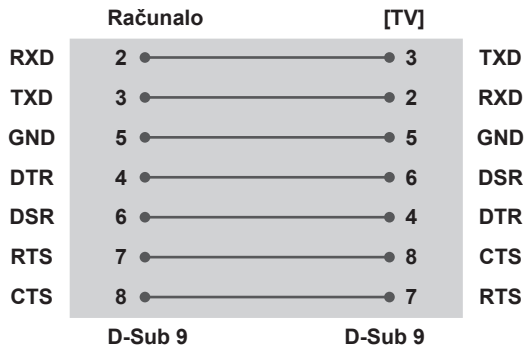 Računalo [TV]
RXD 2 3 TXD
TXD 3 2 RXD
GND 5 5 GND
DTR 4 6 DSR
DSR 6 4 DTR
RTS 7 8 CTS
CTS 8 7 RTS
D-Sub 9 D-Sub 9